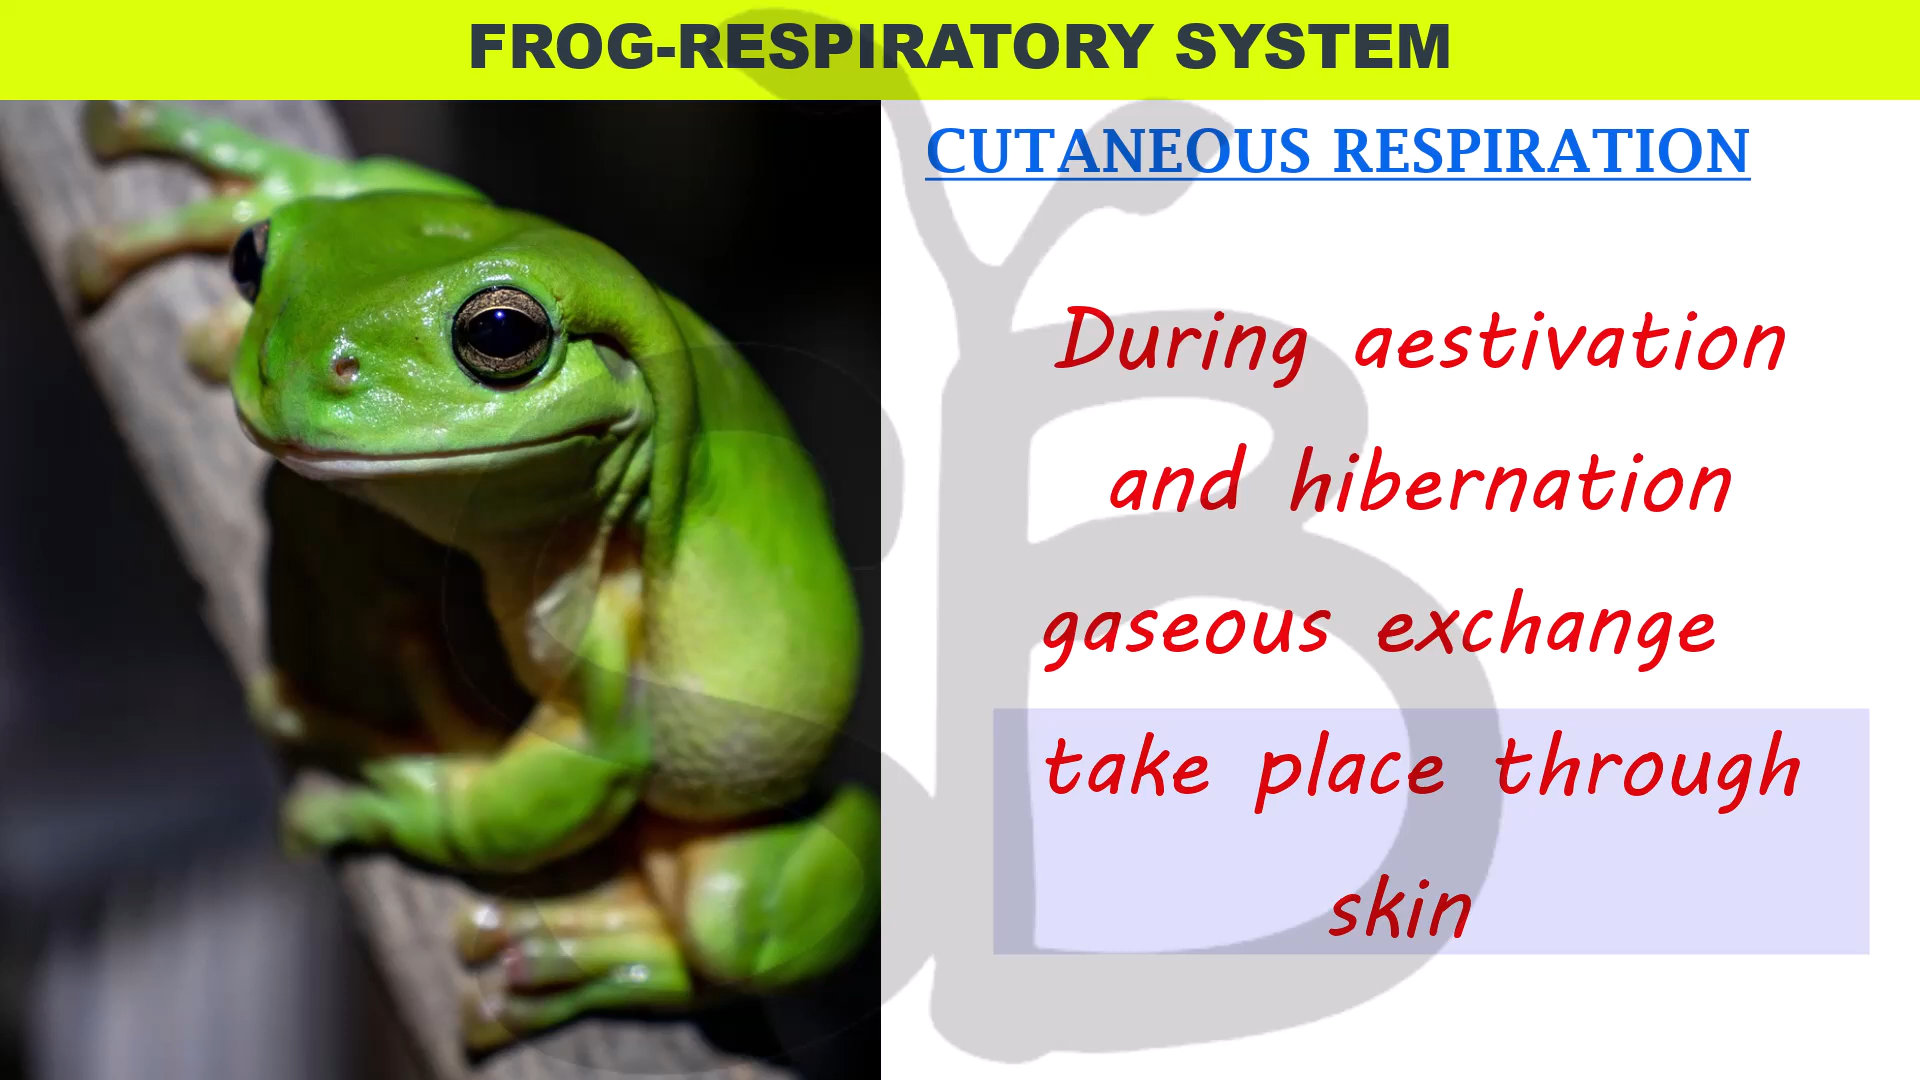 FROG-RESPIRATORY SYSTEM
CUTANEOUS RESPIRATION
During aestivation
and hibernation
gaseous exchange
take place through
skin